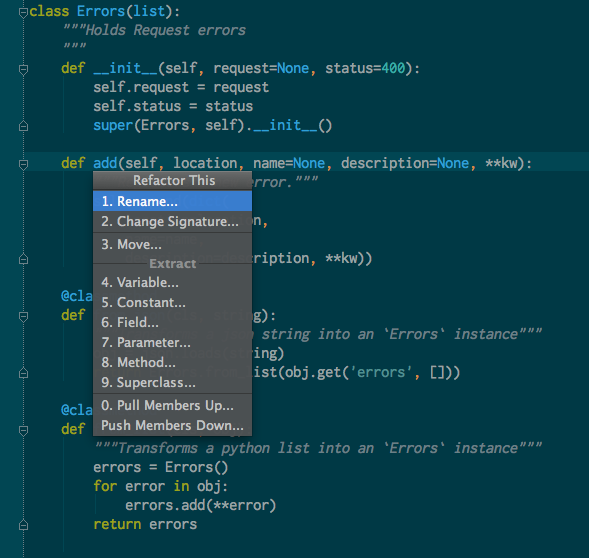 class Errors(list):
"""Holds Request errors
"""
def __init__(self, request=None, status=400):
self.request = request
self.status = status
super(Errors, self).__init__()
def add(self, location, name=None, description=None, **kw):
Refactor This
error."""
1. Rename...
2. Change Signature...
3. Move...
**kw))
Extract
4. Variable...
@cla
5. Constant...
def
6. Field...
string into an `Errors` instance"""
7. Parameter...
8. Method...
(obj.get('errors', []))
9. Superclass...
0. Pull Members Up...
@cla
Push Members Down...
def
"""Transforms a python list into an `Errors` instance"""
errors = Errors()
for error in obj:
errors.add(**error)
return errors